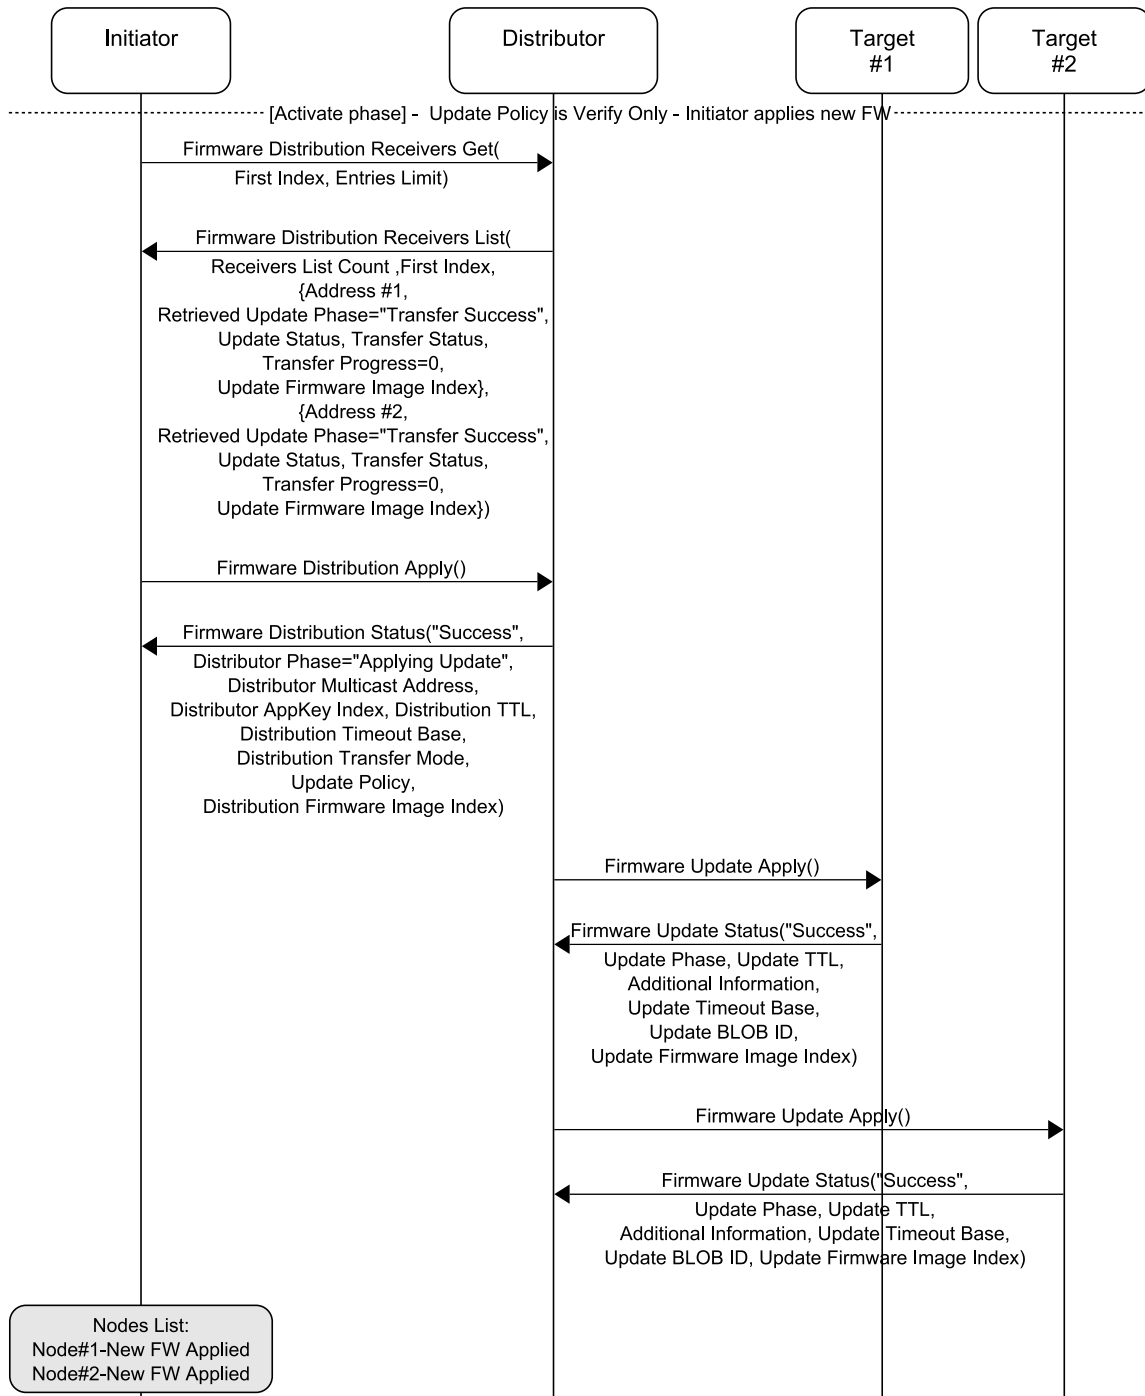 Initiator
Distributor
Target
#1
Target
#2
[Activate phase] - Update Policy is Verify Only - Initiator applies new FW
Firmware Distribution Receivers Get(
First Index, Entries Limit)
Firmware Distribution Receivers List(
Receivers List Count ,First Index,
{Address #1,
Retrieved Update Phase="Transfer Success",
Update Status, Transfer Status,
Transfer Progress=0,
Update Firmware Image Index},
{Address #2,
Retrieved Update Phase="Transfer Success",
Update Status, Transfer Status,
Transfer Progress=0,
Update Firmware Image Index})
Firmware Distribution Apply()
Firmware Distribution Status("Success",
Distributor Phase="Applying Update",
Distributor Multicast Address,
Distributor AppKey Index, Distribution TTL,
Distribution Timeout Base,
Distribution Transfer Mode,
Update Policy,
Distribution Firmware Image Index)
Firmware Update Apply()
Firmware Update Status("Success",
Update Phase, Update TTL,
Additional Information,
Update Timeout Base,
Update BLOB ID,
Update Firmware Image Index)
Firmware Update Apply()
Firmware Update Status("Success",
Update Phase, Update TTL,
Additional Information, Update Timeout Base,
Update BLOB ID, Update Firmware Image Index)
Nodes List:
Node#1-New FW Applied
Node#2-New FW Applied